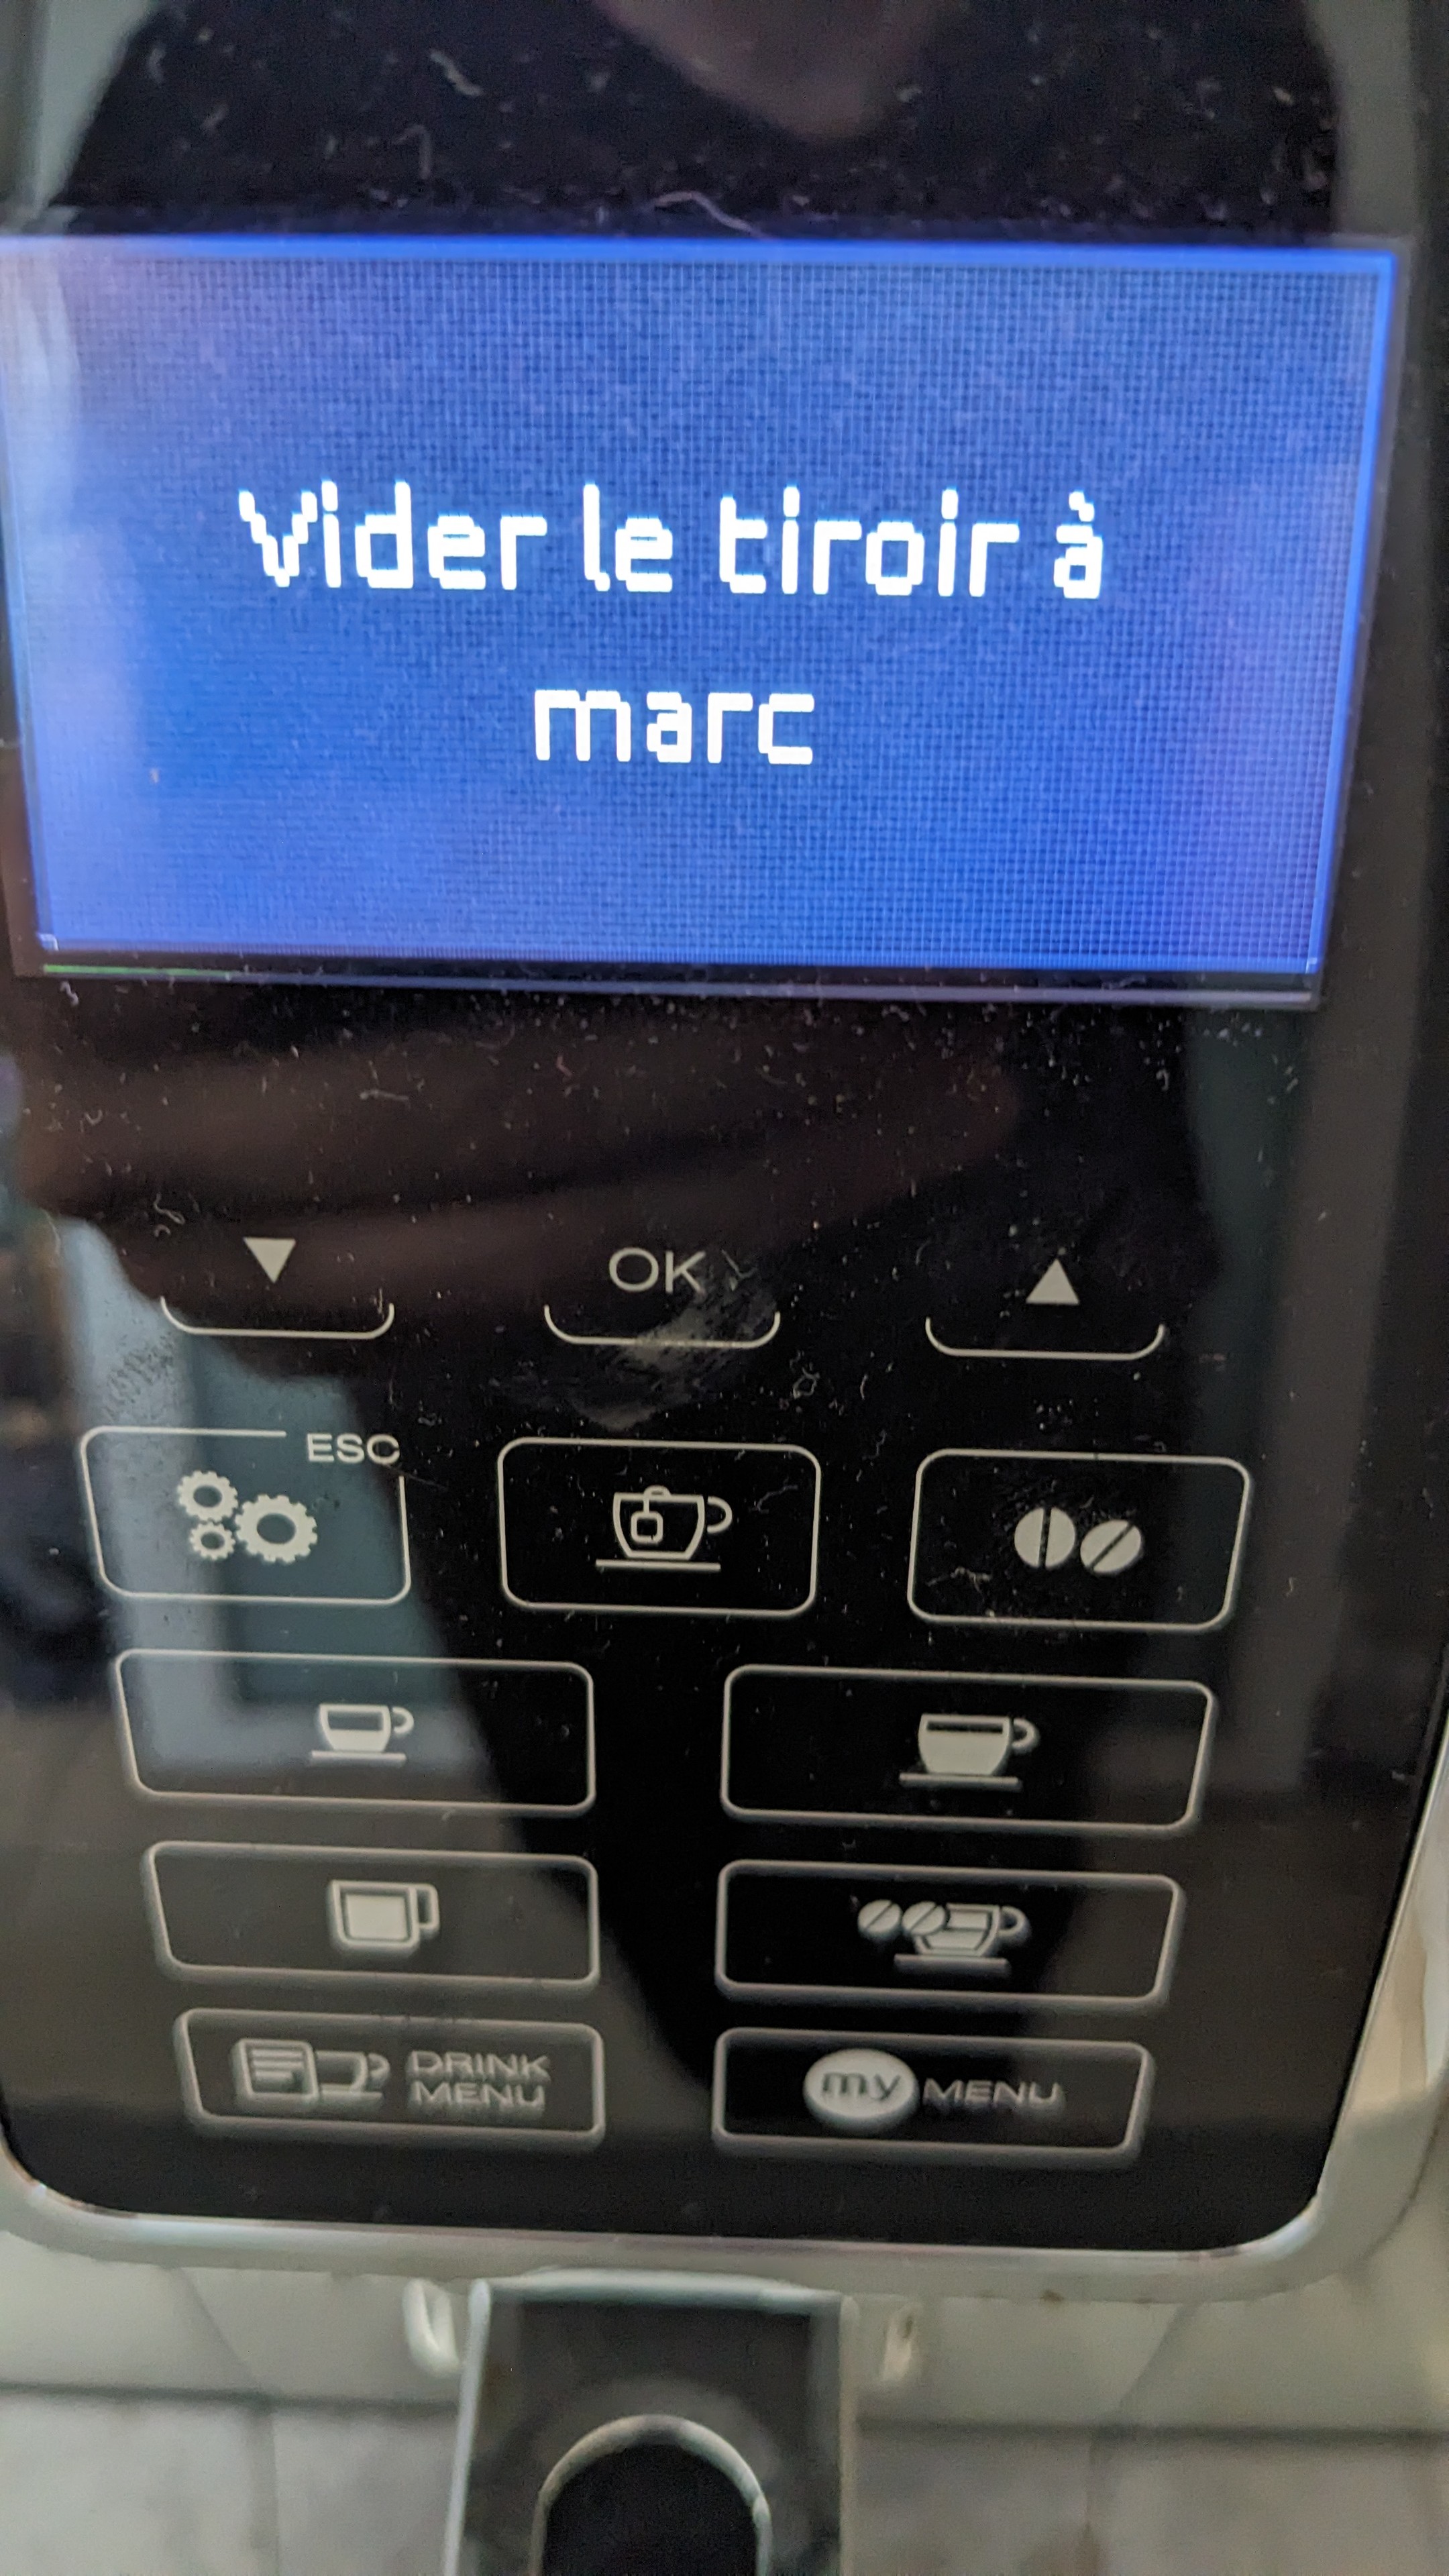 Vider le tiroir à
marc
OK
ESC
DRINK
MENU
my MENU